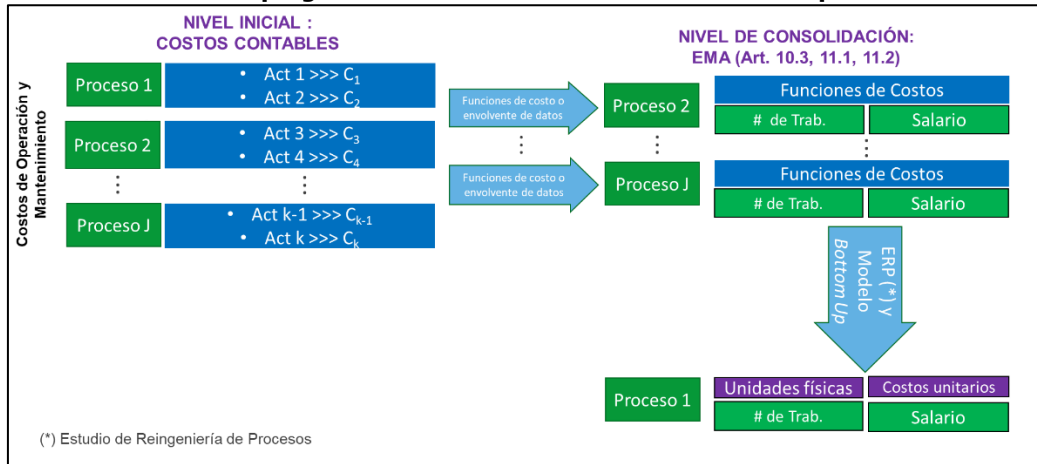 NIVEL INICIAL :
COSTOS CONTABLES
Costos de Operación y
Mantenimiento
Proceso 1
• Act 1 >>> C1
• Act 2 >>> C2
Proceso 2
• Act 3 >>> C3
• Act 4 >>> C4
⋮ ⋮
Proceso J
• Act k-1 >>> Ck-1
• Act k >>> Ck
Funciones de costo o
envolvente de datos
⋮
Funciones de costo o
envolvente de datos
NIVEL DE CONSOLIDACIÓN:
EMA (Art. 10.3, 11.1, 11.2)
Proceso 2
Funciones de Costos
# de Trab. Salario
⋮ ⋮
Proceso J
Funciones de Costos
# de Trab. Salario
ERP (*) y
Modelo
Bottom Up
Proceso 1
Unidades físicas Costos unitarios
# de Trab. Salario
(*) Estudio de Reingeniería de Procesos